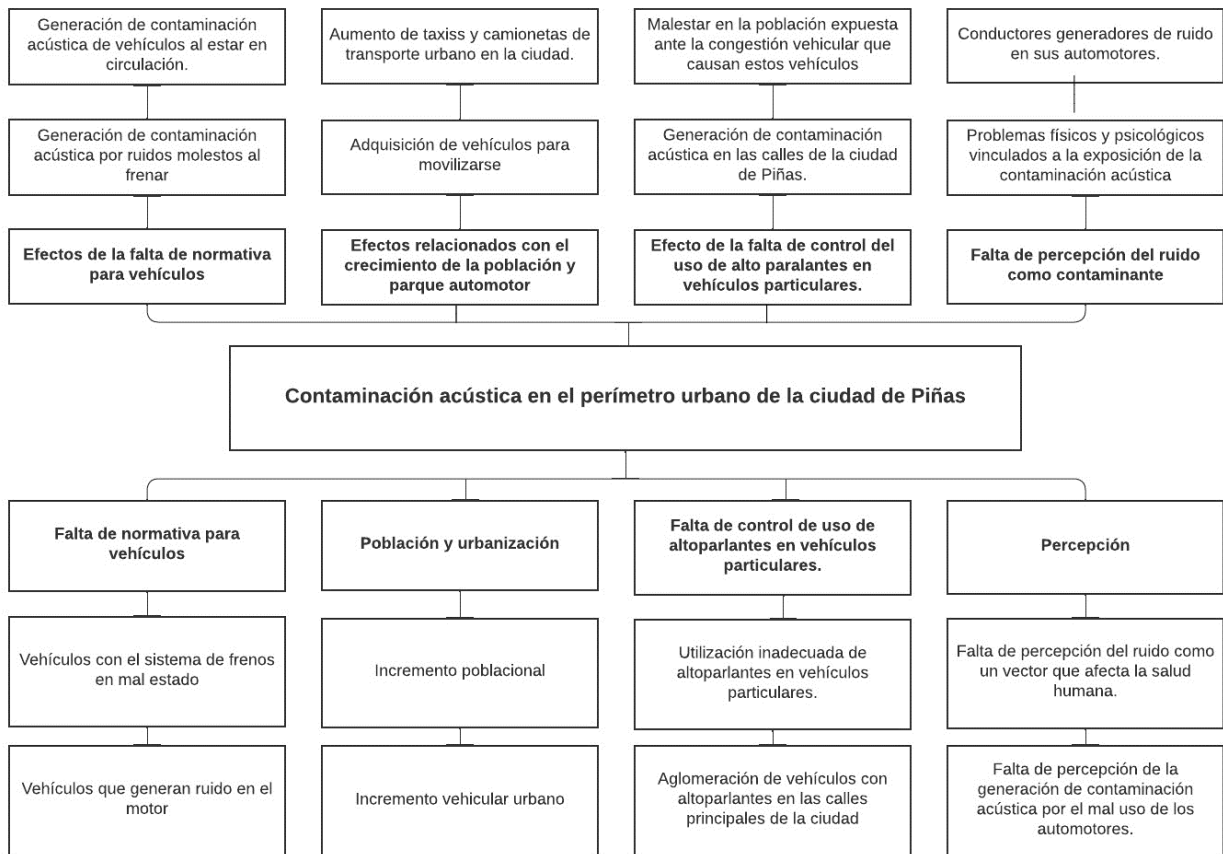 Generación de contaminación
acústica de vehículos al estar en
circulación.
Aumento de taxiss y camionetas de
transporte urbano en la ciudad.
Malestar en la población expuesta
ante la congestión vehicular que
causan estos vehículos
Conductores generadores de ruido
en sus automotores.
Generación de contaminación
acústica por ruidos molestos al
frenar
Adquisición de vehículos para
movilizarse
Generación de contaminación
acústica en las calles de la ciudad
de Piñas.
Problemas físicos y psicológicos
vinculados a la exposición de la
contaminación acústica
Efectos de la falta de normativa
para vehículos
Efectos relacionados con el
crecimiento de la población y
parque automotor
Efecto de la falta de control del
uso de alto paralantes en
vehículos particulares.
Falta de percepción del ruido
como contaminante
Contaminación acústica en el perímetro urbano de la ciudad de Piñas
Falta de normativa para
vehículos
Población y urbanización
Falta de control de uso de
altoparlantes en vehículos
particulares.
Percepción
Vehículos con el sistema de frenos
en mal estado
Incremento poblacional
Utilización inadecuada de
altoparlantes en vehículos
particulares.
Falta de percepción del ruido como
un vector que afecta la salud
humana.
Vehículos que generan ruido en el
motor
Incremento vehicular urbano
Aglomeración de vehículos con
altoparlantes en las calles
principales de la ciudad
Falta de percepción de la
generación de contaminación
acústica por el mal uso de los
automotores.